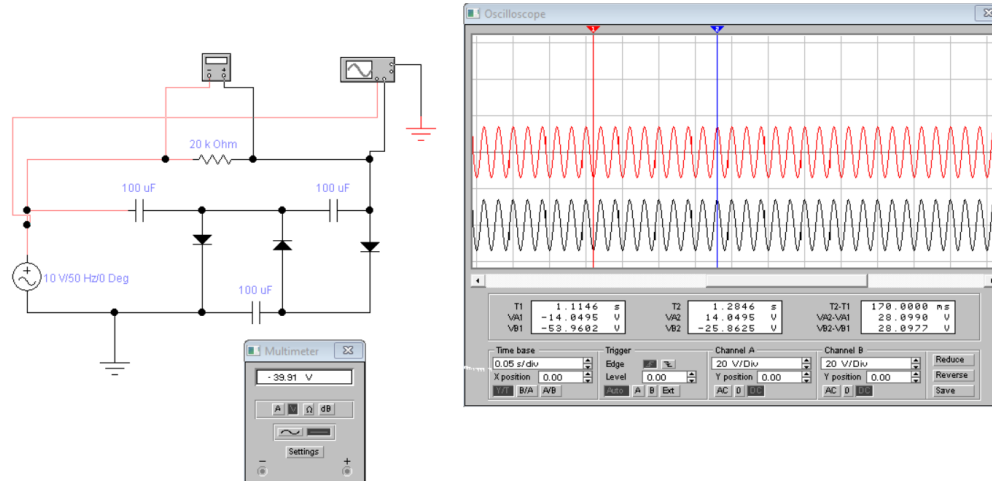 Oscilloscope
1 2
20 k Ohm
100 uF 100 uF
10 V/50 Hz/0 Deg
100 uF
Multimeter
- 39.91 V
A V Ω dB
Settings
− +
T1 1.1146 s T2 1.2846 s T2-T1 170.0000 ms
VA1 -14.0495 V VA2 14.0495 V VA2-VA1 28.0990 V
VB1 -53.9602 V VB2 -25.8625 V VB2-VB1 28.0977 V
Time base Trigger Channel A Channel B
0.05 s/div Edge 20 V/Div 20 V/Div Reduce
X position 0.00 Level 0.00 Y position 0.00 Y position 0.00 Reverse
Y/T B/A A/B Auto A B Ext AC 0 DC AC 0 DC Save